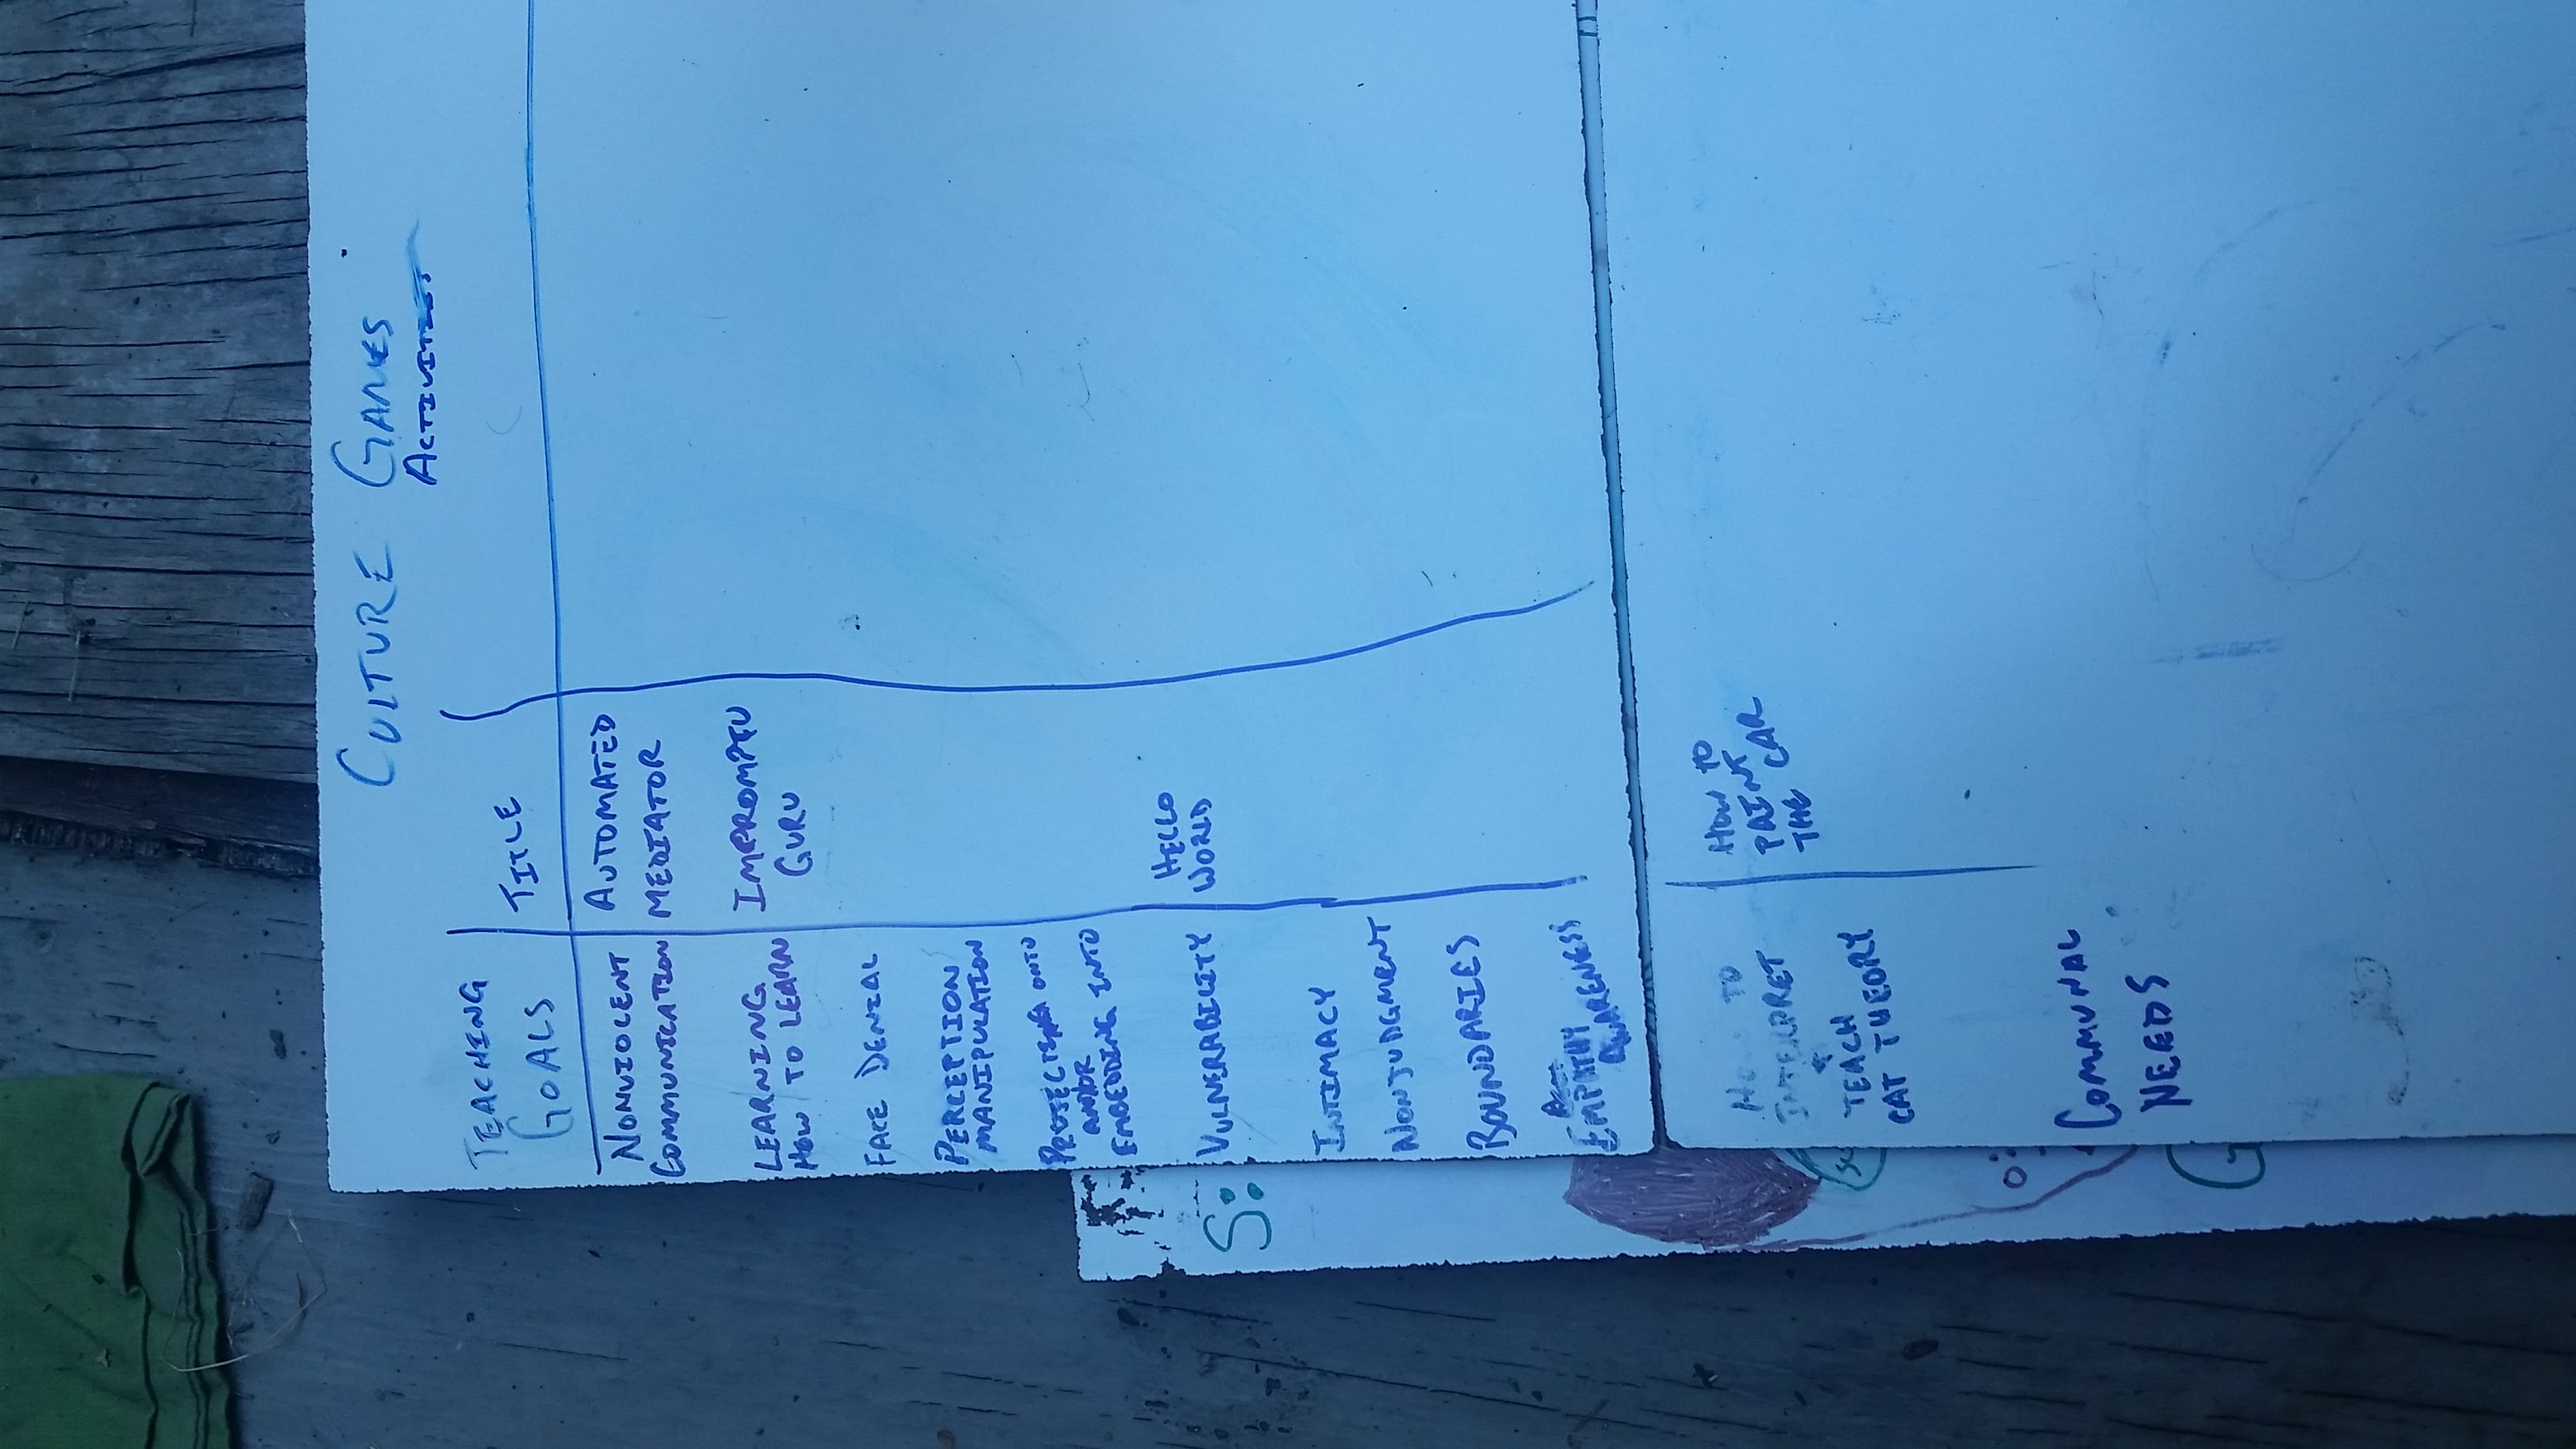 CULTURE GAMES
ACTIVITIES
TEACHING
GOALS
TITLE
NONVIOLENT
COMMUNICATION
AUTOMATED
MEDIATOR
LEARNING
HOW TO LEARN
IMPROMPTU
GURU
FACE DENIAL
PERCEPTION
MANIPULATION
PROJECTING ONTO
AND/OR
EMBEDDING INTO
VULNERABILITY
HELLO
WORLD
INTIMACY
NONJUDGMENT
BOUNDARIES
EMPATHY
AWARENESS
HOW TO
INTERPRET
+
TEACH
CAT THEORY
HOW TO
PAINT
THE CAR
COMMUNAL
NEEDS
S:
G